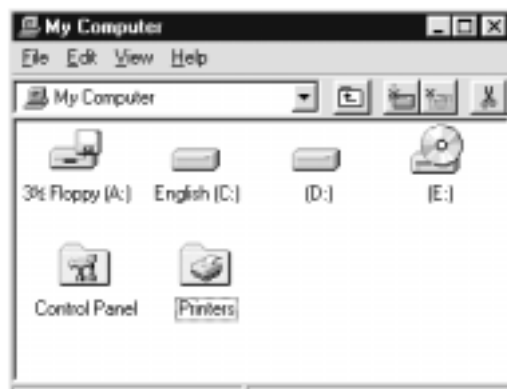 My Computer
File Edit View Help
My Computer
3½ Floppy (A:) English (C:) (D:) (E:)
Control Panel Printers